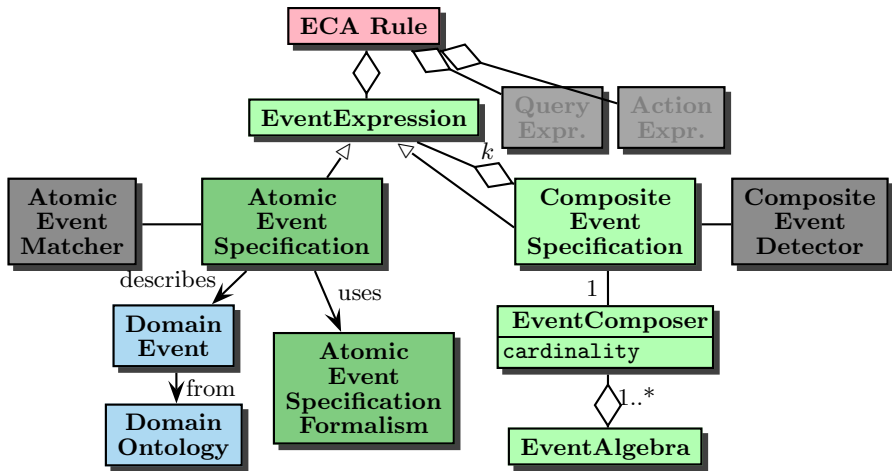 ECA Rule
EventExpression
Query
Expr.
Action
Expr.
k
Atomic
Event
Matcher
Atomic
Event
Specification
Composite
Event
Specification
Composite
Event
Detector
describes
uses
1
Domain
Event
Atomic
Event
Specification
Formalism
EventComposer
cardinality
from
1..*
Domain
Ontology
EventAlgebra